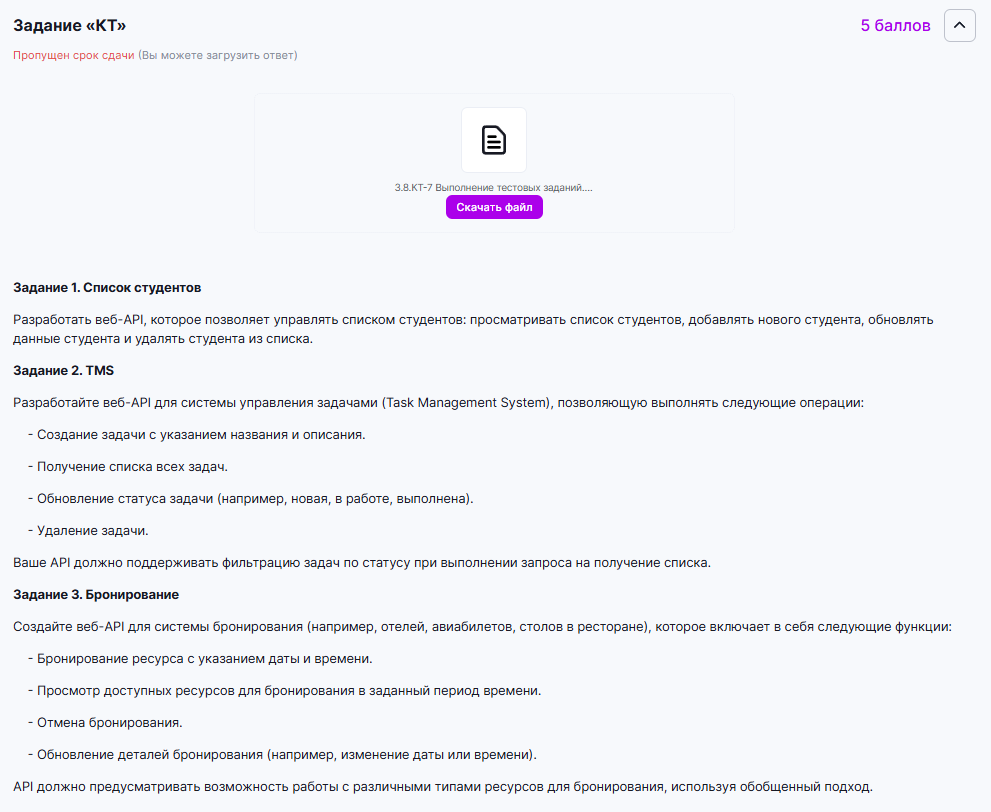 Задание «КТ»
5 баллов
Пропущен срок сдачи (Вы можете загрузить ответ)
3.8.КТ-7 Выполнение тестовых заданий....
Скачать файл
Задание 1. Список студентов
Разработать веб-API, которое позволяет управлять списком студентов: просматривать список студентов, добавлять нового студента, обновлять
данные студента и удалять студента из списка.
Задание 2. TMS
Разработайте веб-API для системы управления задачами (Task Management System), позволяющую выполнять следующие операции:
- Создание задачи с указанием названия и описания.
- Получение списка всех задач.
- Обновление статуса задачи (например, новая, в работе, выполнена).
- Удаление задачи.
Ваше API должно поддерживать фильтрацию задач по статусу при выполнении запроса на получение списка.
Задание 3. Бронирование
Создайте веб-API для системы бронирования (например, отелей, авиабилетов, столов в ресторане), которое включает в себя следующие функции:
- Бронирование ресурса с указанием даты и времени.
- Просмотр доступных ресурсов для бронирования в заданный период времени.
- Отмена бронирования.
- Обновление деталей бронирования (например, изменение даты или времени).
API должно предусматривать возможность работы с различными типами ресурсов для бронирования, используя обобщенный подход.